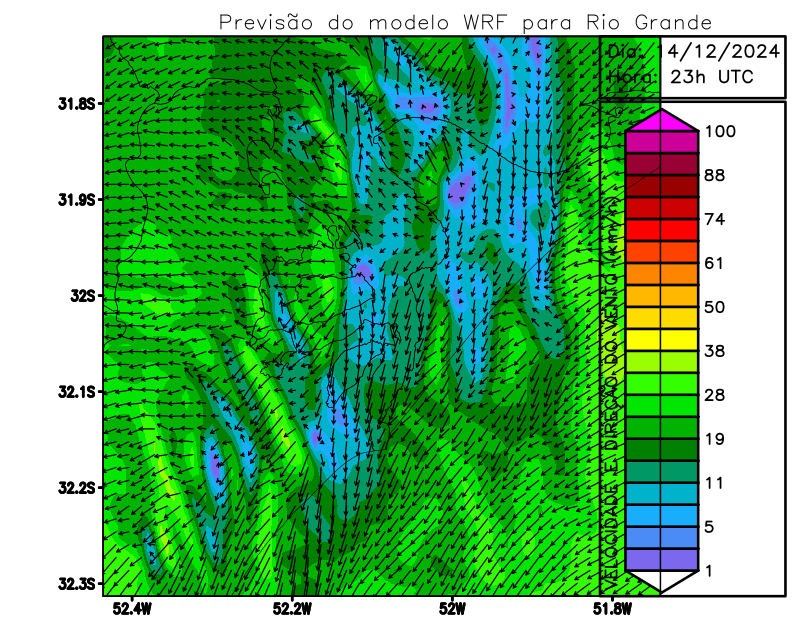 Previsão do modelo WRF para Rio Grande
Dia: 14/12/2024
Hora: 23h UTC
31.8S
31.9S
32S
32.1S
32.2S
32.3S
52.4W
52.2W
52W
51.8W
VELOCIDADE E DIREÇÃO DO VENTO (km/h)
100
88
74
61
50
38
28
19
11
5
1